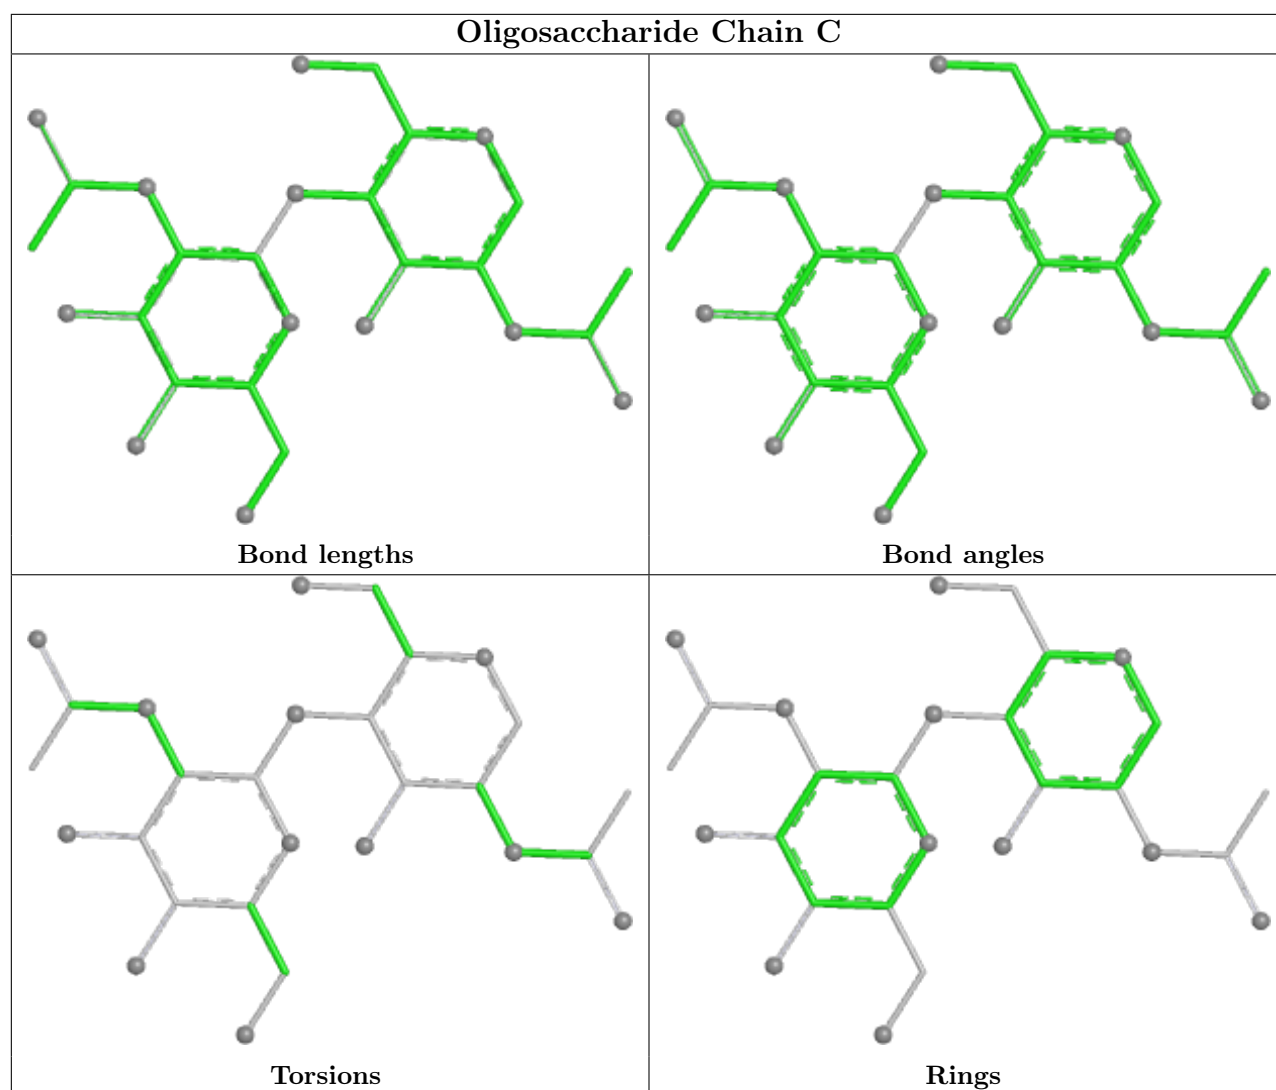 Oligosaccharide Chain C
Bond lengths
Bond angles
Torsions
Rings